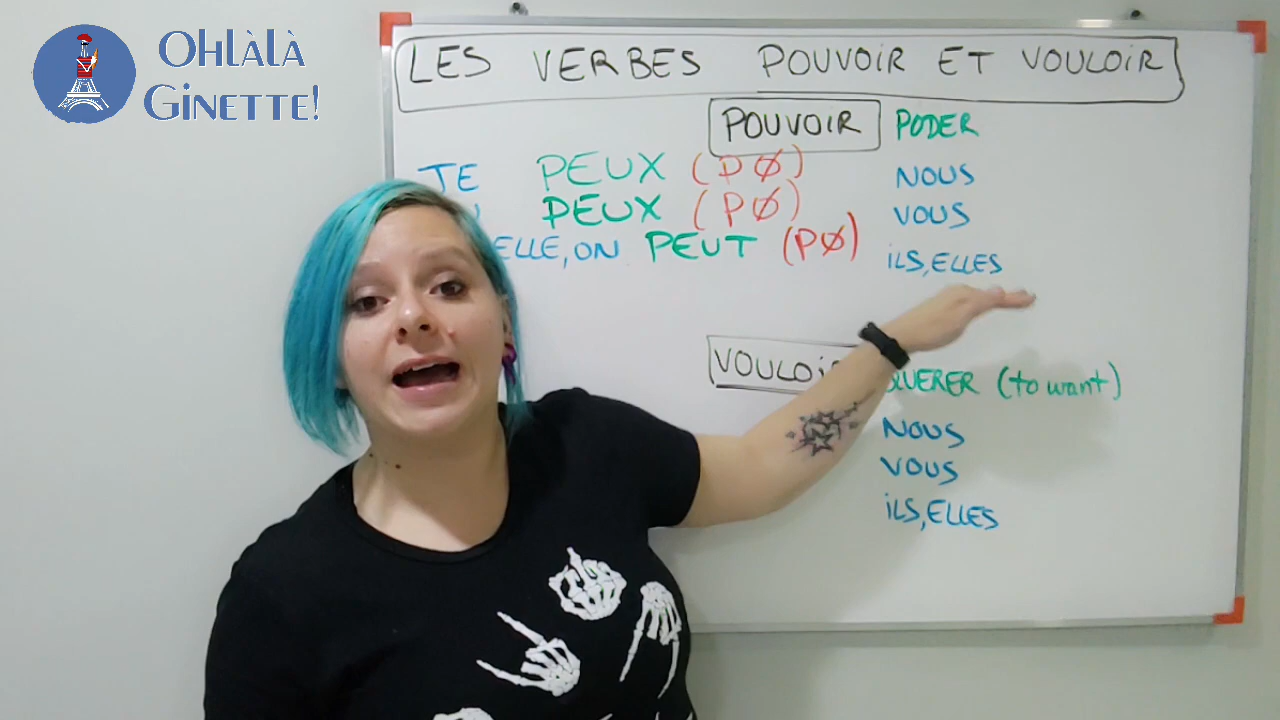 OHLÀLÀ
GINETTE!
LES VERBES POUVOIR ET VOULOIR
POUVOIR PODER
JE PEUX (PØ)
PEUX (PØ)
ELLE, ON PEUT (PØ)
NOUS
VOUS
ILS, ELLES
VOULOIR (to want)
NOUS
VOUS
ILS, ELLES